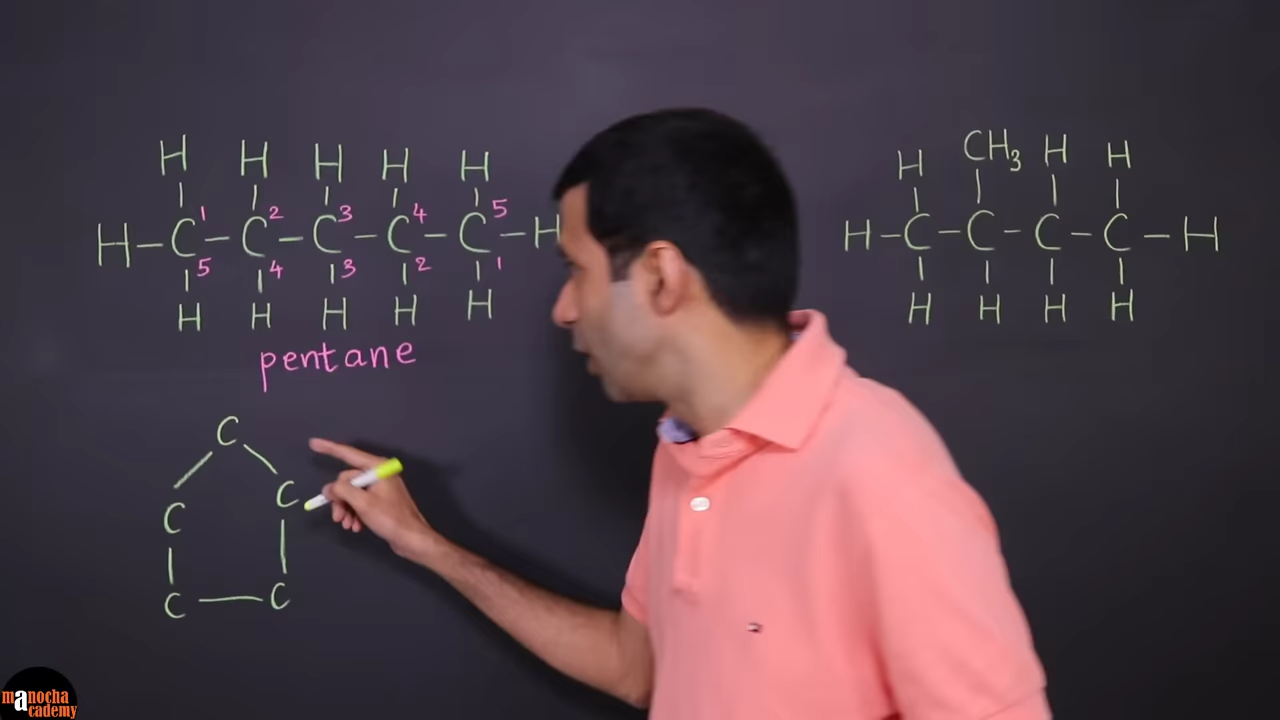 H H H H H
H-C1-C2-C3-C4-C5-H
5 4 3 2 1
H H H H H
pentane
C
C C
C-C
H CH3 H H
H-C-C-C-C-H
H H H H
manocha
academy